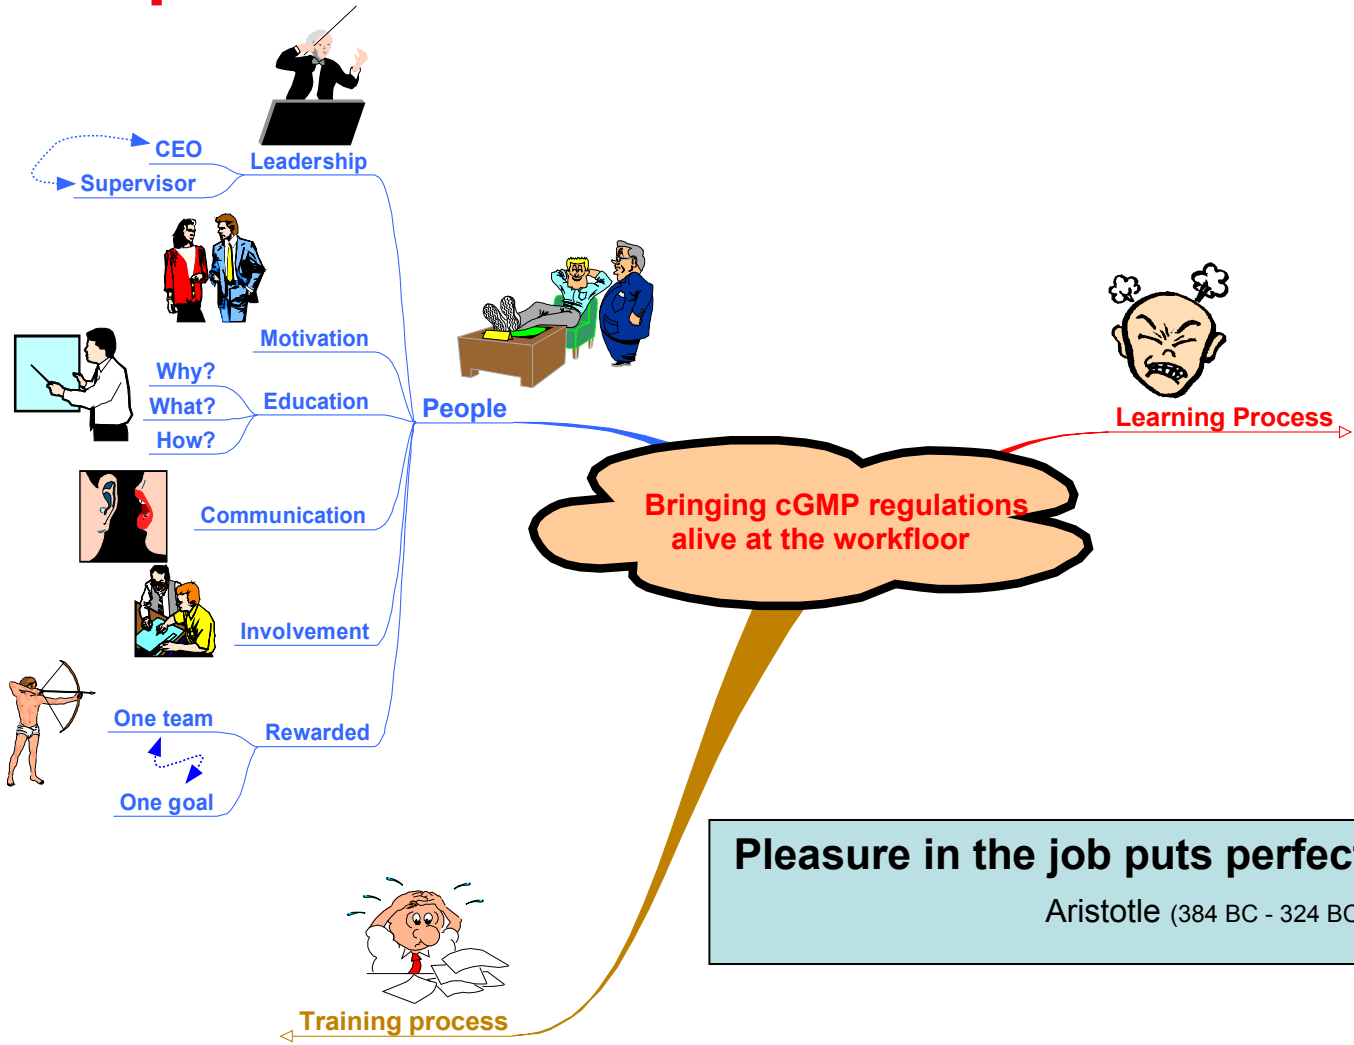 CEO
Supervisor
Leadership
Motivation
Why?
What?
How?
Education
People
Communication
Involvement
One team
One goal
Rewarded
Learning Process
Bringing cGMP regulations
alive at the workfloor
Pleasure in the job puts perfect
Aristotle (384 BC - 324 BC
Training process